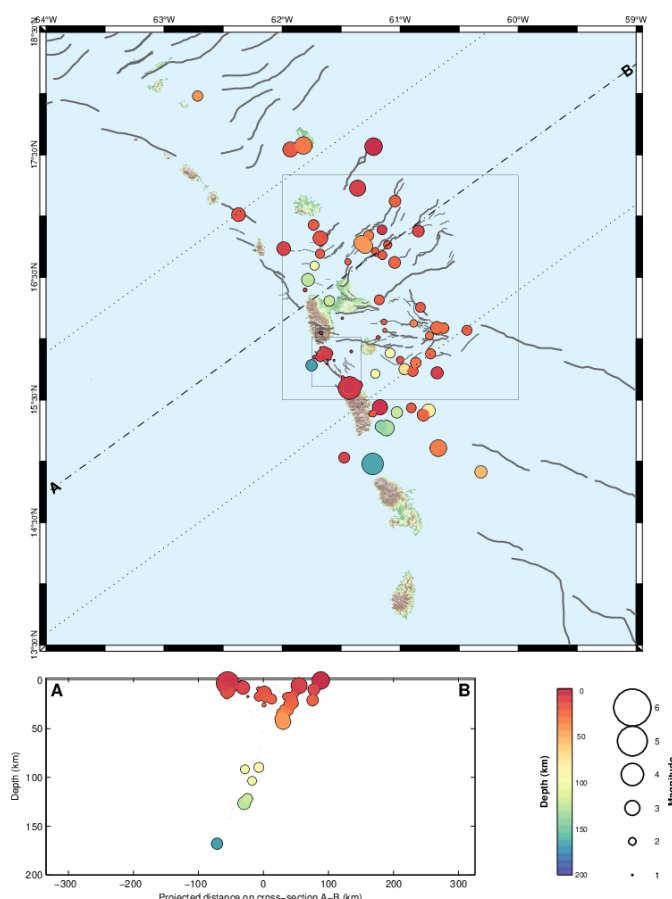 64°W 63°W 62°W 61°W 60°W 59°W
18°30'N
17°30'N
16°30'N
15°30'N
14°30'N
13°30'N
B
A
A B
0
50
100
150
200
Depth (km)
−300 −200 −100 0 100 200 300
Projected distance on cross−section A−B (km)
Depth (km)
0
50
100
150
200
6
5
4
3
2
1
Magnitude